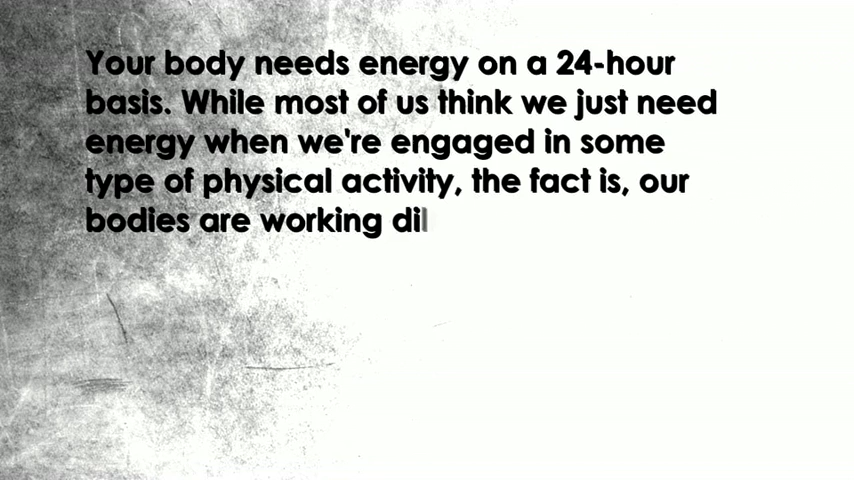 Your body needs energy on a 24-hour
basis. While most of us think we just need
energy when we're engaged in some
type of physical activity, the fact is, our
bodies are working dil